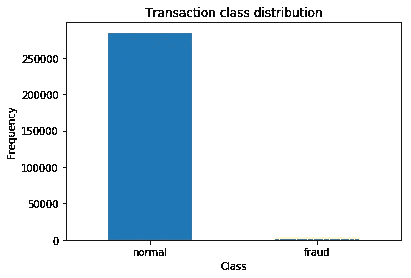 Transaction class distribution
250000
200000
150000
100000
50000
0
Frequency
normal
fraud
Class